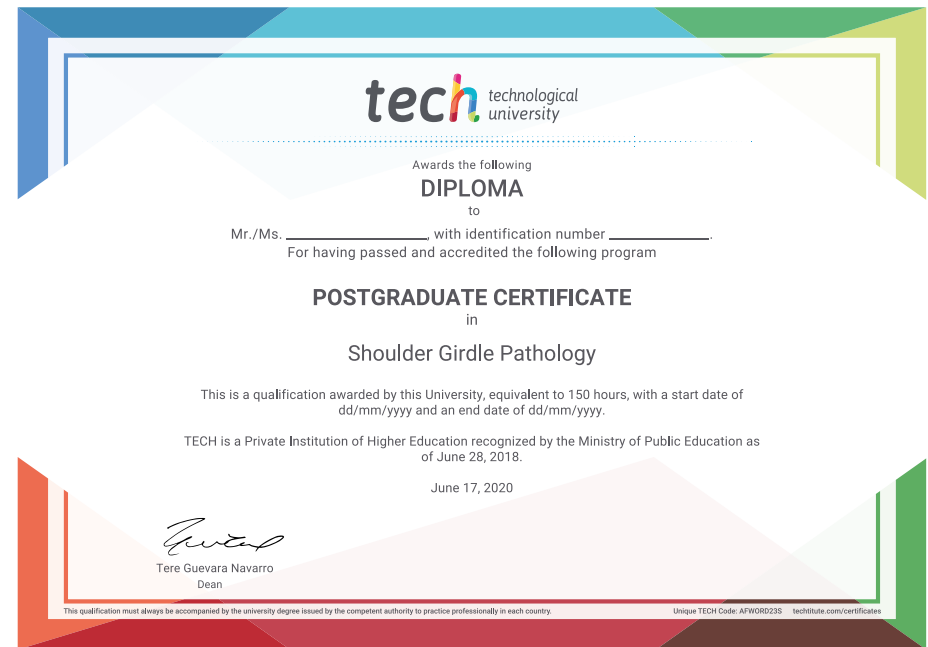 tech technological
university
Awards the following
DIPLOMA
to
Mr./Ms. ____________________, with identification number ______________.
For having passed and accredited the following program
POSTGRADUATE CERTIFICATE
in
Shoulder Girdle Pathology
This is a qualification awarded by this University, equivalent to 150 hours, with a start date of
dd/mm/yyyy and an end date of dd/mm/yyyy.
TECH is a Private Institution of Higher Education recognized by the Ministry of Public Education as
of June 28, 2018.
June 17, 2020
Tere Guevara Navarro
Dean
This qualification must always be accompanied by the university degree issued by the competent authority to practice professionally in each country.
Unique TECH Code: AFWORD23S techtitute.com/certificates